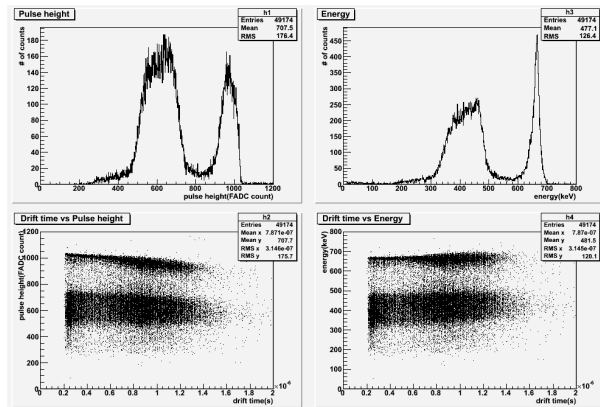 Pulse height
h1
Entries 49174
Mean 707.5
RMS 176.4
# of counts
180
160
140
120
100
80
60
40
20
0
0 200 400 600 800 1000 1200
pulse height(FADC count)
Energy
h3
Entries 49174
Mean 477.1
RMS 126.4
# of counts
450
400
350
300
250
200
150
100
50
0
0 100 200 300 400 500 600 700 800
energy(keV)
Drift time vs Pulse height
h2
Entries 49174
Mean x 7.871e-07
Mean y 707.7
RMS x 3.146e-07
RMS y 175.7
pulse height(FADC count)
1200
1000
800
600
400
200
0
0 0.2 0.4 0.6 0.8 1 1.2 1.4 1.6 1.8 2
×10^-6
drift time(s)
Drift time vs Energy
h4
Entries 49174
Mean x 7.87e-07
Mean y 481.5
RMS x 3.145e-07
RMS y 120.1
energy(keV)
800
700
600
500
400
300
200
100
0
0 0.2 0.4 0.6 0.8 1 1.2 1.4 1.6 1.8 2
×10^-6
drift time(s)